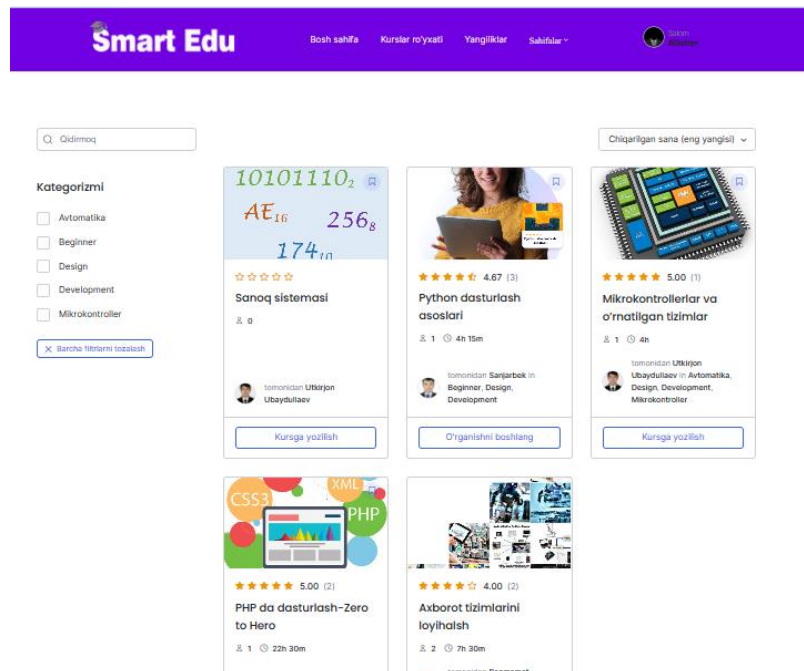 Smart Edu
Bosh sahifa
Kurslar ro'yxati
Yangiliklar
Sahifalar
Salom
Qidirmoq
Chiqarilgan sana (eng yangisi)
Kategorizmi
Avtomatika
Beginner
Design
Development
Mikrokontroller
Barcha filtrlarni tozalash
10101110₂
AE₁₆
256₈
174₁₀
Sanoq sistemasi
0
tomonidan Utkirjon
Ubaydullaev
Kursga yozilish
4.67 (3)
Python dasturlash
asoslari
1 4h 15m
tomonidan Sanjarbek in
Beginner, Design,
Development
O'rganishni boshlang
5.00 (1)
Mikrokontrollerlar va
o'rnatilgan tizimlar
1 4h
tomonidan Utkirjon
Ubaydullaev in Avtomatika,
Design, Development,
Mikrokontroller
Kursga yozilish
CSS3
XML
PHP
5.00 (2)
PHP da dasturlash-Zero
to Hero
1 22h 30m
4.00 (2)
Axborot tizimlarini
loyihalsh
2 7h 30m